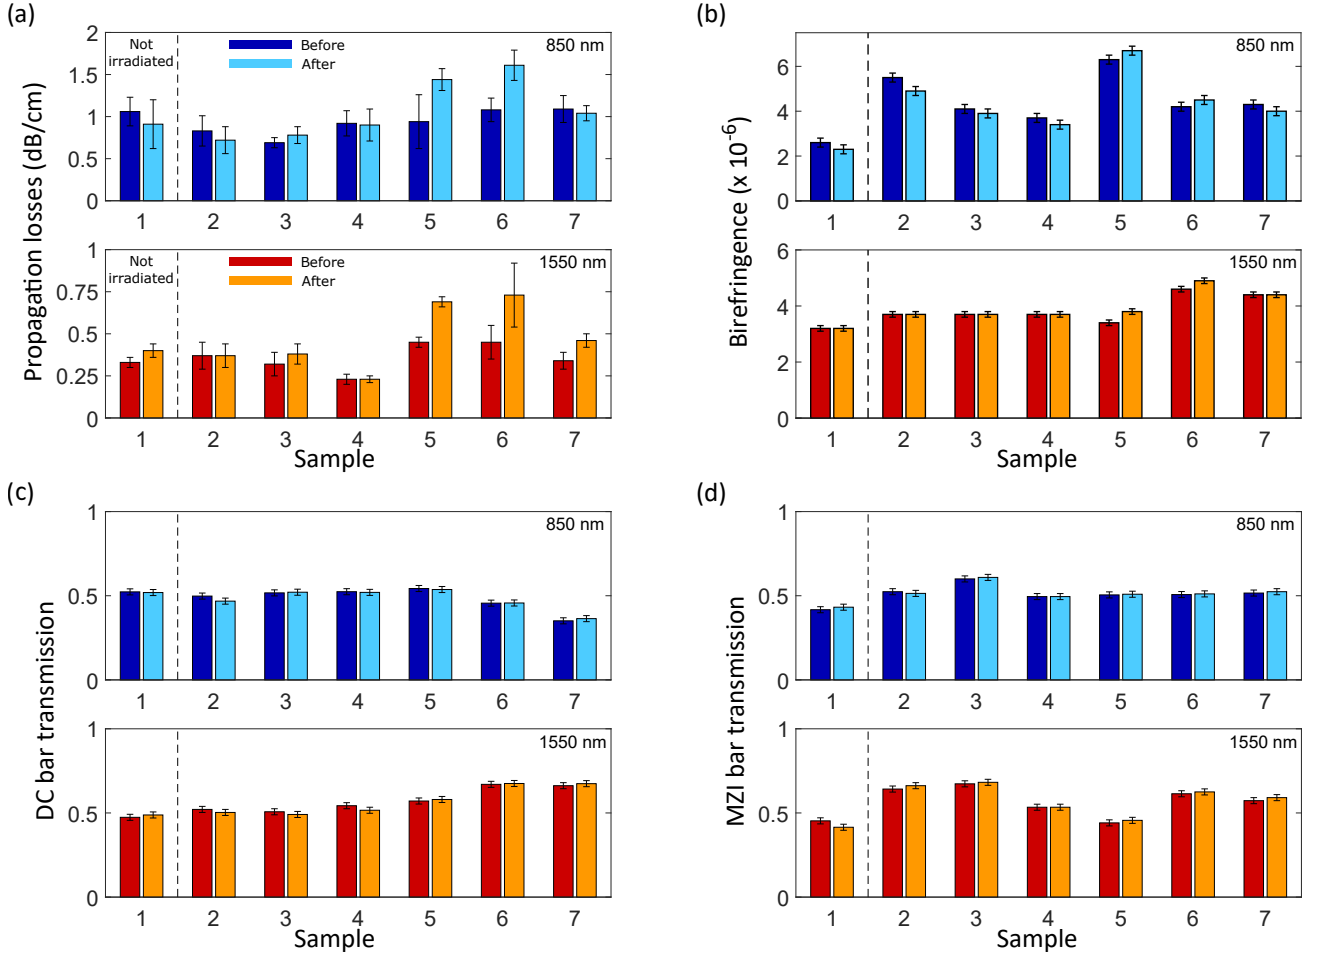 (a)
Propagation losses (dB/cm)
2
1.5
1
0.5
0
Not
irradiated
Before
After
850 nm
1 2 3 4 5 6 7
1
0.75
0.5
0.25
0
Not
irradiated
Before
After
1550 nm
1 2 3 4 5 6 7
Sample
(b)
Birefringence (x 10⁻⁶)
6
4
2
0
850 nm
1 2 3 4 5 6 7
6
4
2
0
1550 nm
1 2 3 4 5 6 7
Sample
(c)
DC bar transmission
1
0.5
0
850 nm
1 2 3 4 5 6 7
1
0.5
0
1550 nm
1 2 3 4 5 6 7
Sample
(d)
MZI bar transmission
1
0.5
0
850 nm
1 2 3 4 5 6 7
1
0.5
0
1550 nm
1 2 3 4 5 6 7
Sample